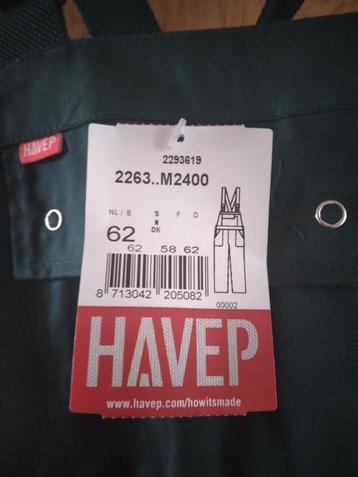 HAVEP
2293619
2263..M2400
NL / B S F D
N
DK
62 62 58 62
8 713042 205082
00002
HAVEP
www.havep.com/howitsmade